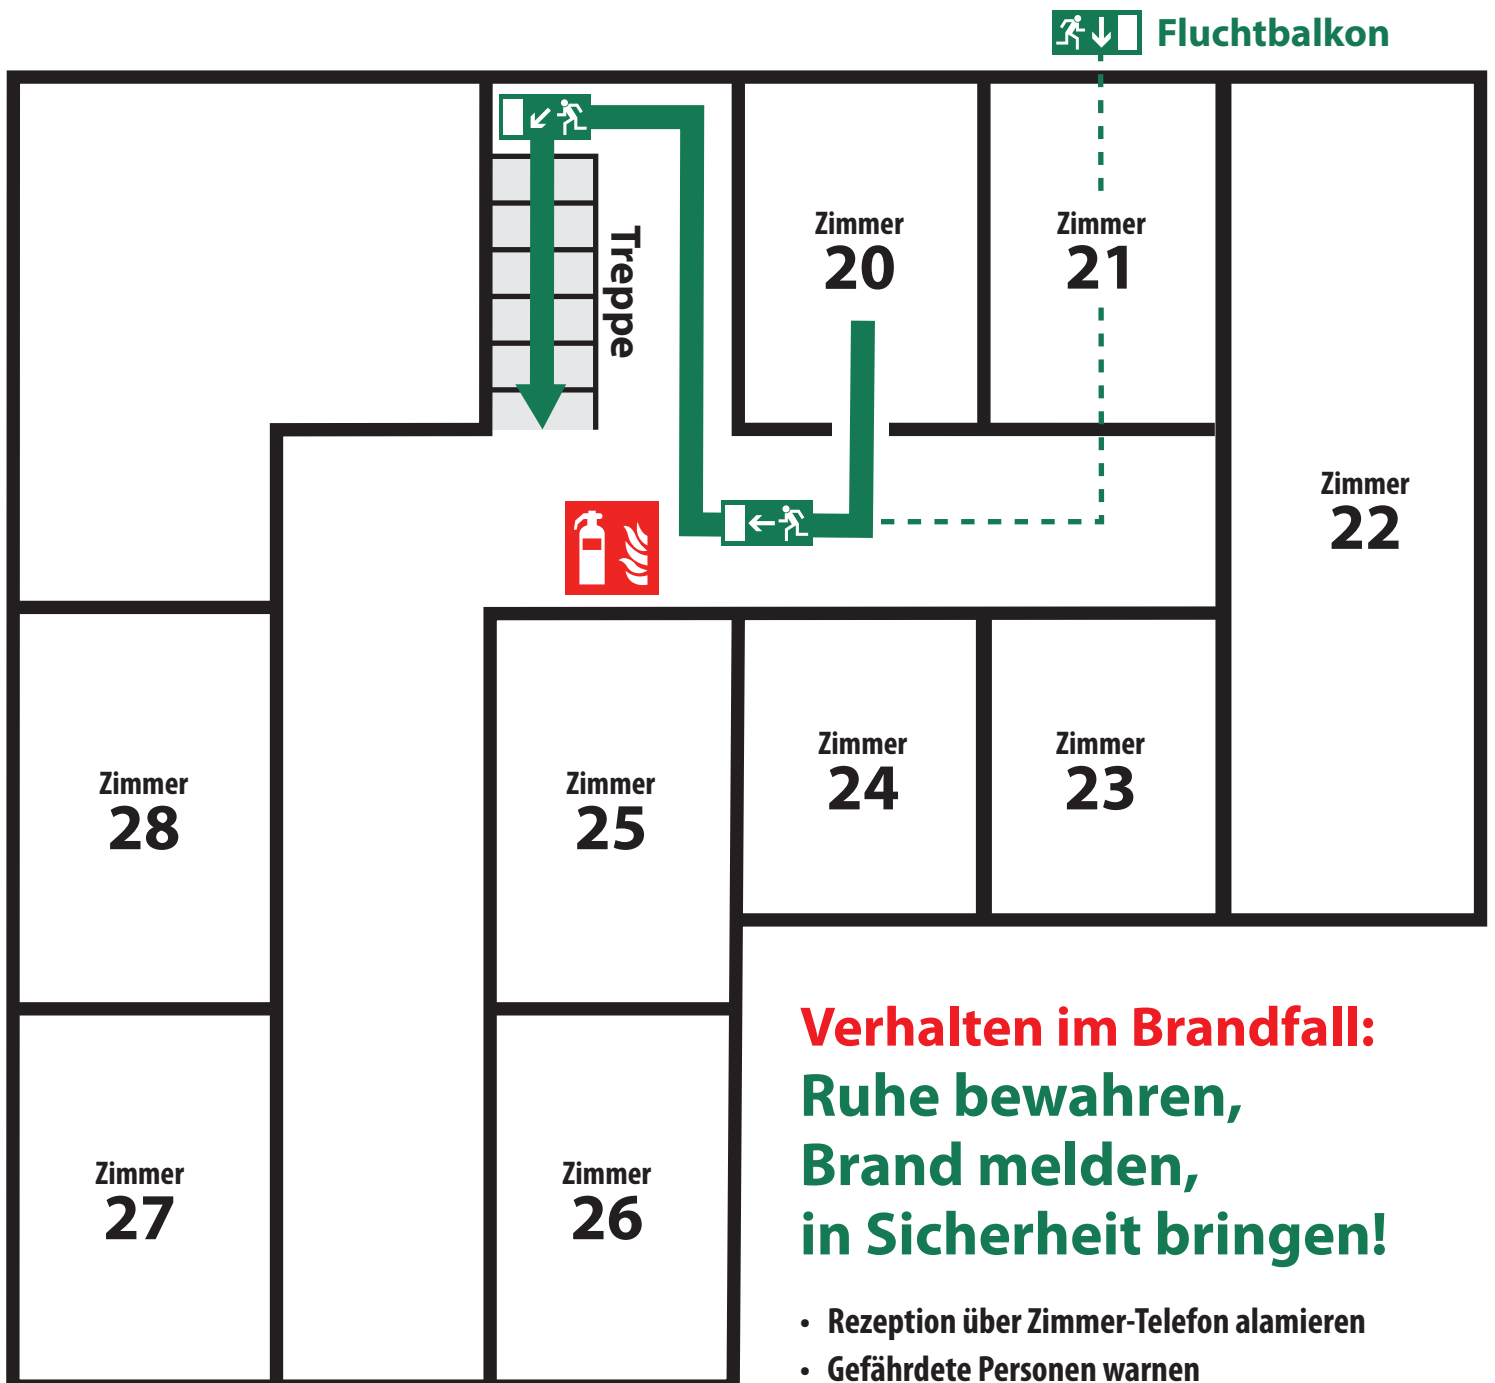 Fluchtbalkon
Treppe
Zimmer
20
Zimmer
21
Zimmer
22
Zimmer
28
Zimmer
25
Zimmer
24
Zimmer
23
Zimmer
27
Zimmer
26
Verhalten im Brandfall:
Ruhe bewahren,
Brand melden,
in Sicherheit bringen!
• Rezeption über Zimmer-Telefon alamieren
• Gefährdete Personen warnen